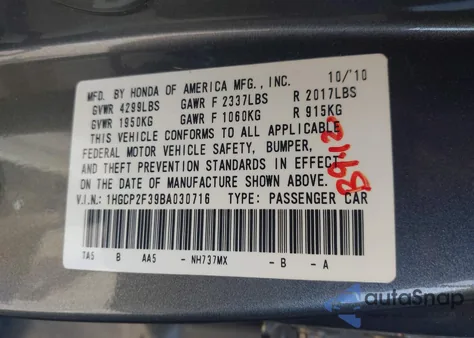 MFD. BY HONDA OF AMERICA MFG., INC. 10/'10
GVWR 4299LBS GAWR F 2337LBS R 2017LBS
GVWR 1950KG GAWR F 1060KG R 915KG
THIS VEHICLE CONFORMS TO ALL APPLICABLE
FEDERAL MOTOR VEHICLE SAFETY, BUMPER,
AND THEFT PREVENTION STANDARDS IN EFFECT
ON THE DATE OF MANUFACTURE SHOWN ABOVE.
V.I.N.: 1HGCP2F39BA030716 TYPE: PASSENGER CAR
TA5 B AA5 - NH737MX - B - A
autoSnap